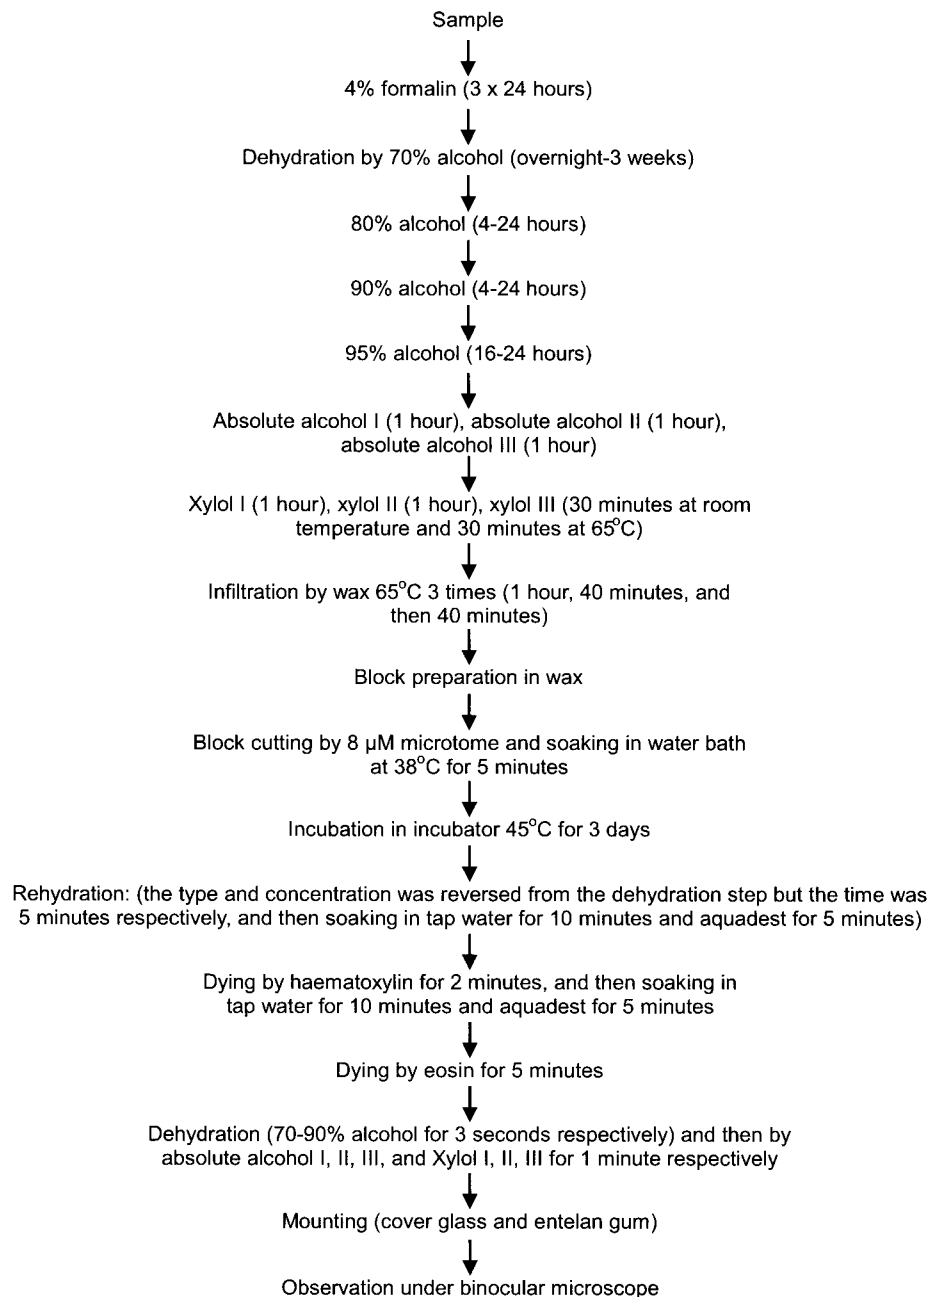 Sample
4% formalin (3 x 24 hours)
Dehydration by 70% alcohol (overnight-3 weeks)
80% alcohol (4-24 hours)
90% alcohol (4-24 hours)
95% alcohol (16-24 hours)
Absolute alcohol I (1 hour), absolute alcohol II (1 hour),
absolute alcohol III (1 hour)
Xylol I (1 hour), xylol II (1 hour), xylol III (30 minutes at room
temperature and 30 minutes at 65°C)
Infiltration by wax 65°C 3 times (1 hour, 40 minutes, and
then 40 minutes)
Block preparation in wax
Block cutting by 8 µM microtome and soaking in water bath
at 38°C for 5 minutes
Incubation in incubator 45°C for 3 days
Rehydration: (the type and concentration was reversed from the dehydration step but the time was
5 minutes respectively, and then soaking in tap water for 10 minutes and aquadest for 5 minutes)
Dying by haematoxylin for 2 minutes, and then soaking in
tap water for 10 minutes and aquadest for 5 minutes
Dying by eosin for 5 minutes
Dehydration (70-90% alcohol for 3 seconds respectively) and then by
absolute alcohol I, II, III, and Xylol I, II, III for 1 minute respectively
Mounting (cover glass and entelan gum)
Observation under binocular microscope